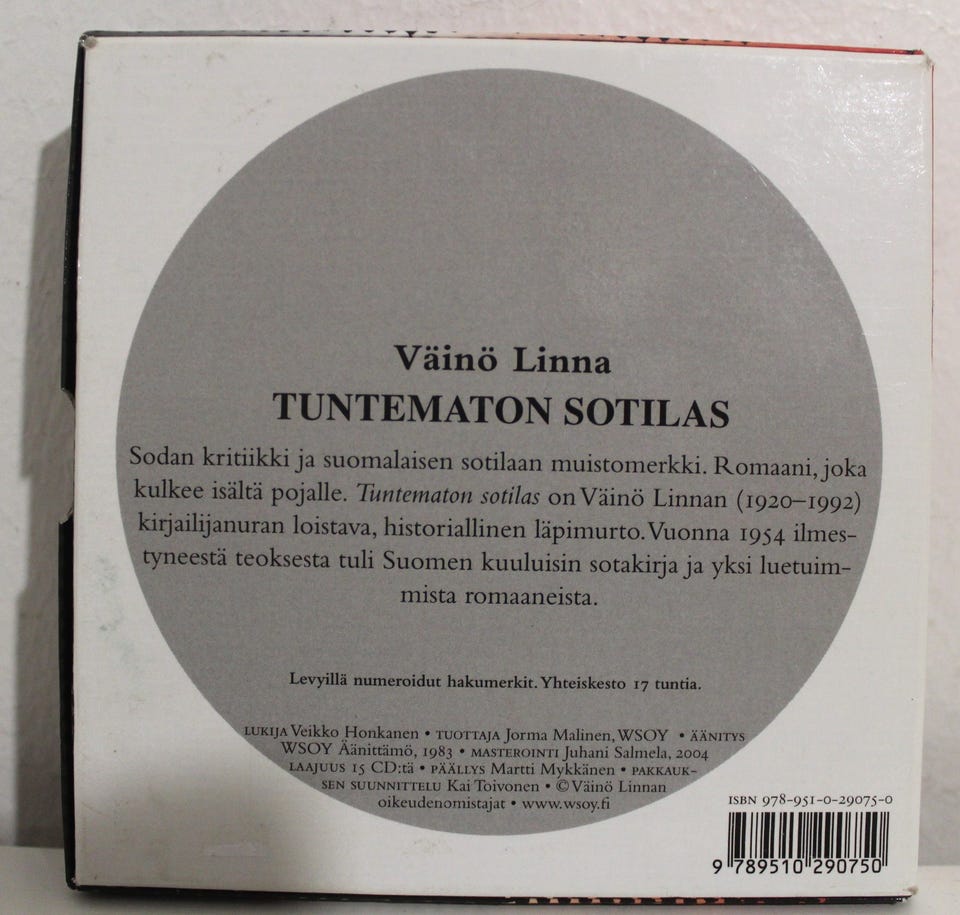 Väinö Linna
TUNTEMATON SOTILAS
Sodan kritiikki ja suomalaisen sotilaan muistomerkki. Romaani, joka
kulkee isältä pojalle. Tuntematon sotilas on Väinö Linnan (1920–1992)
kirjailijanuran loistava, historiallinen läpimurto. Vuonna 1954 ilmes-
tyneestä teoksesta tuli Suomen kuuluisin sotakirja ja yksi luetuim-
mista romaaneista.
Levyillä numeroidut hakumerkit. Yhteiskesto 17 tuntia.
LUKIJA Veikko Honkanen • TUOTTAJA Jorma Malinen, WSOY • ÄÄNITYS
WSOY Äänittämö, 1983 • MASTEROINTI Juhani Salmela, 2004
LAAJUUS 15 CD:tä • PÄÄLLYS Martti Mykkänen • PAKKAUK-
SEN SUUNNITTELU Kai Toivonen • © Väinö Linnan
oikeudenomistajat • www.wsoy.fi
ISBN 978-951-0-29075-0
9 789510 290750